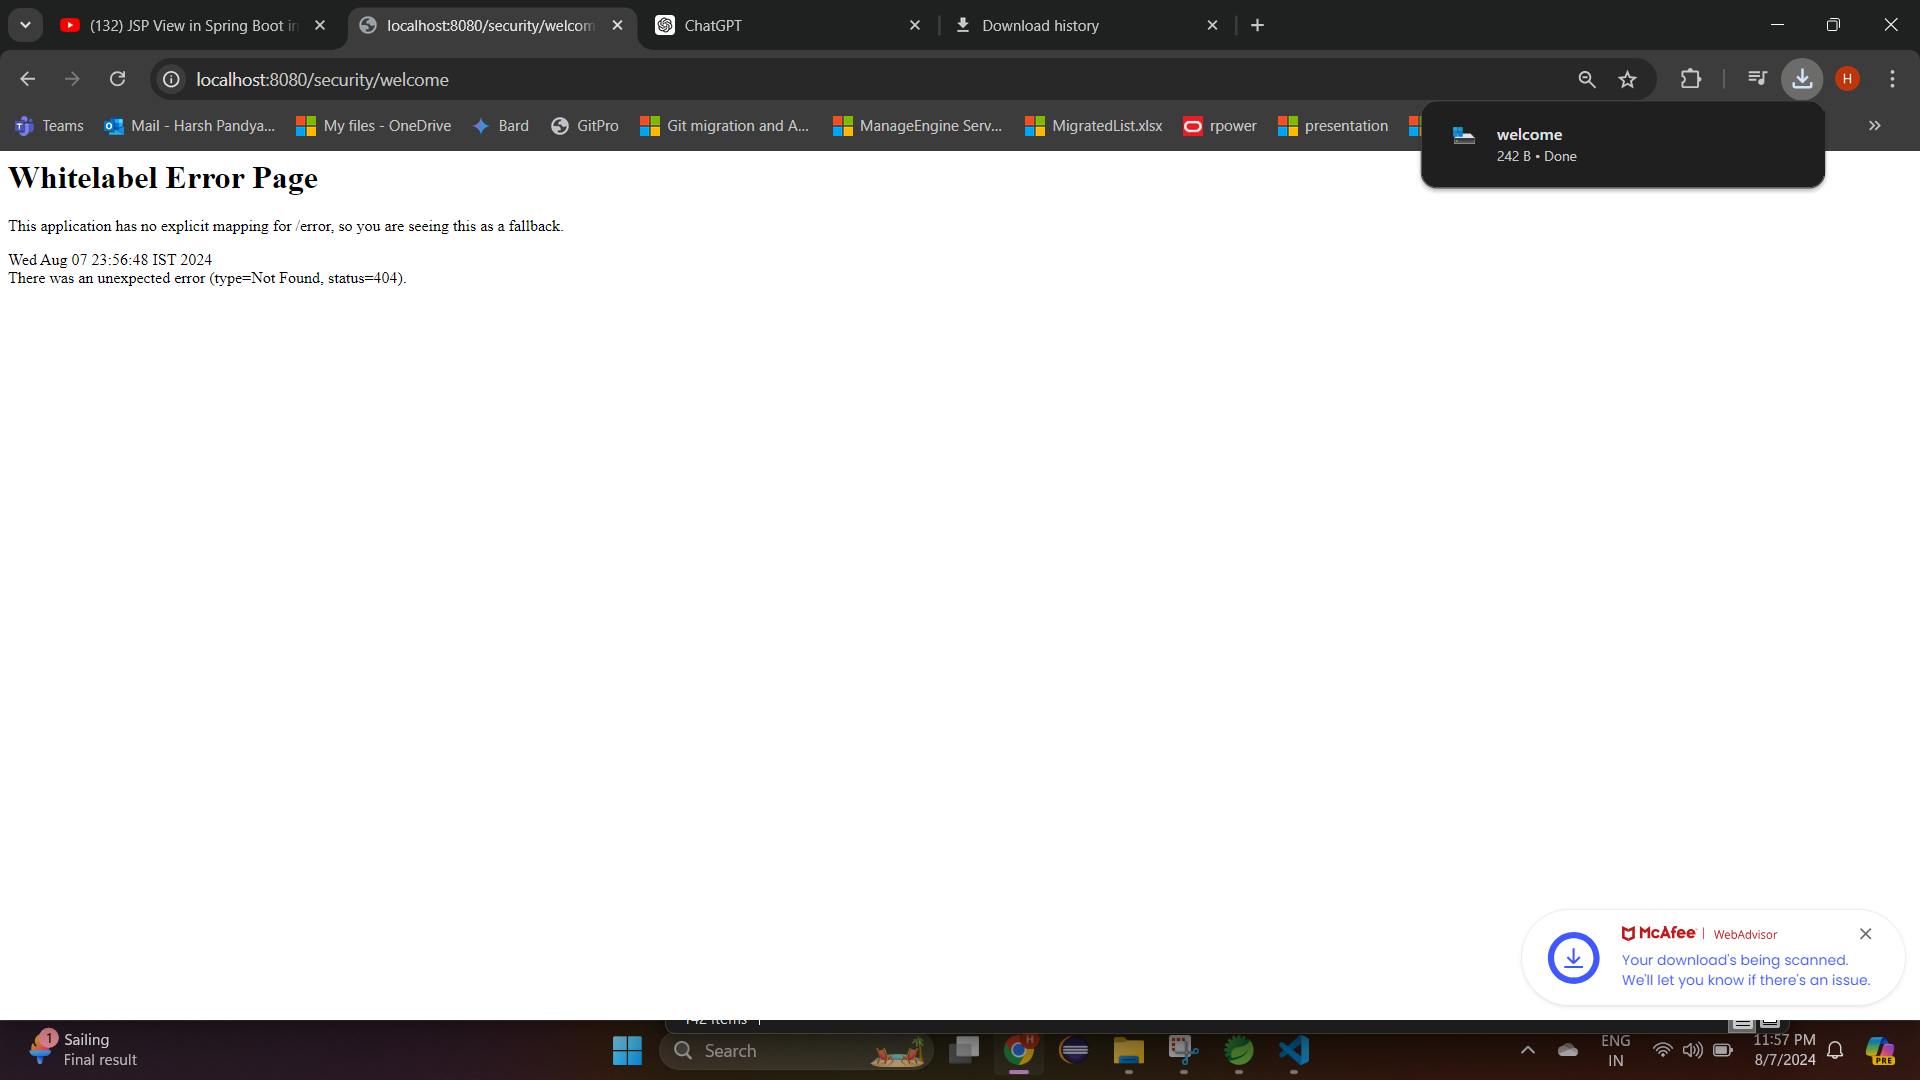 (132) JSP View in Spring Boot in
localhost:8080/security/welcom
ChatGPT
Download history
localhost:8080/security/welcome
H
Teams
Mail - Harsh Pandya...
My files - OneDrive
Bard
GitPro
Git migration and A...
ManageEngine Serv...
MigratedList.xlsx
rpower
presentation
welcome
242 B • Done
Whitelabel Error Page
This application has no explicit mapping for /error, so you are seeing this as a fallback.
Wed Aug 07 23:56:48 IST 2024
There was an unexpected error (type=Not Found, status=404).
McAfee | WebAdvisor
Your download's being scanned.
We'll let you know if there's an issue.
142 items
1
Sailing
Final result
Search
H
ENG
IN
11:57 PM
8/7/2024
PRE